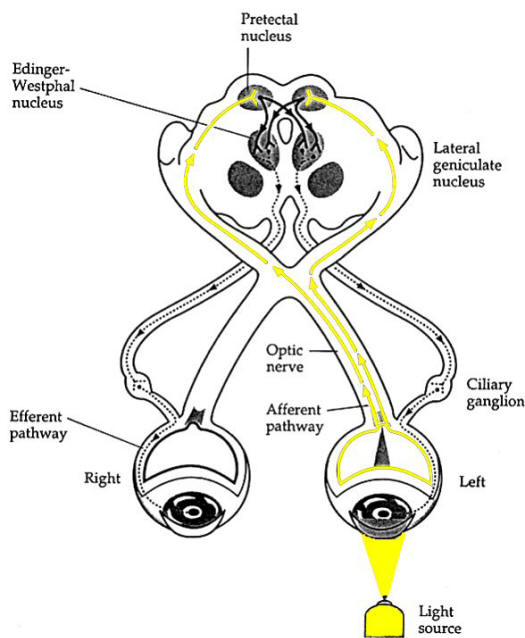 Pretectal
nucleus
Edinger-
Westphal
nucleus
Lateral
geniculate
nucleus
Optic
nerve
Ciliary
ganglion
Afferent
pathway
Efferent
pathway
Right
Left
Light
source